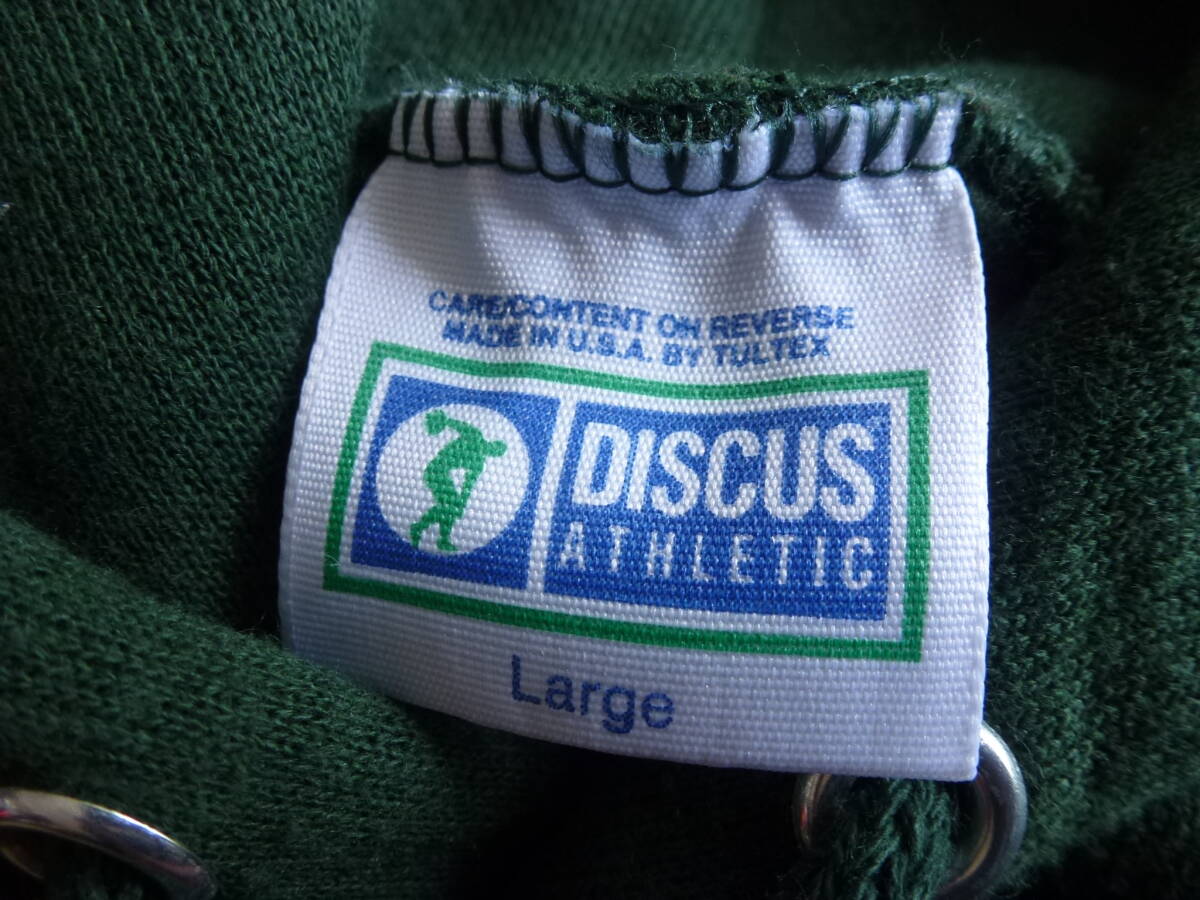 CARE/CONTENT ON REVERSE
MADE IN U.S.A. BY TULTEX
DISCUS
ATHLETIC
Large